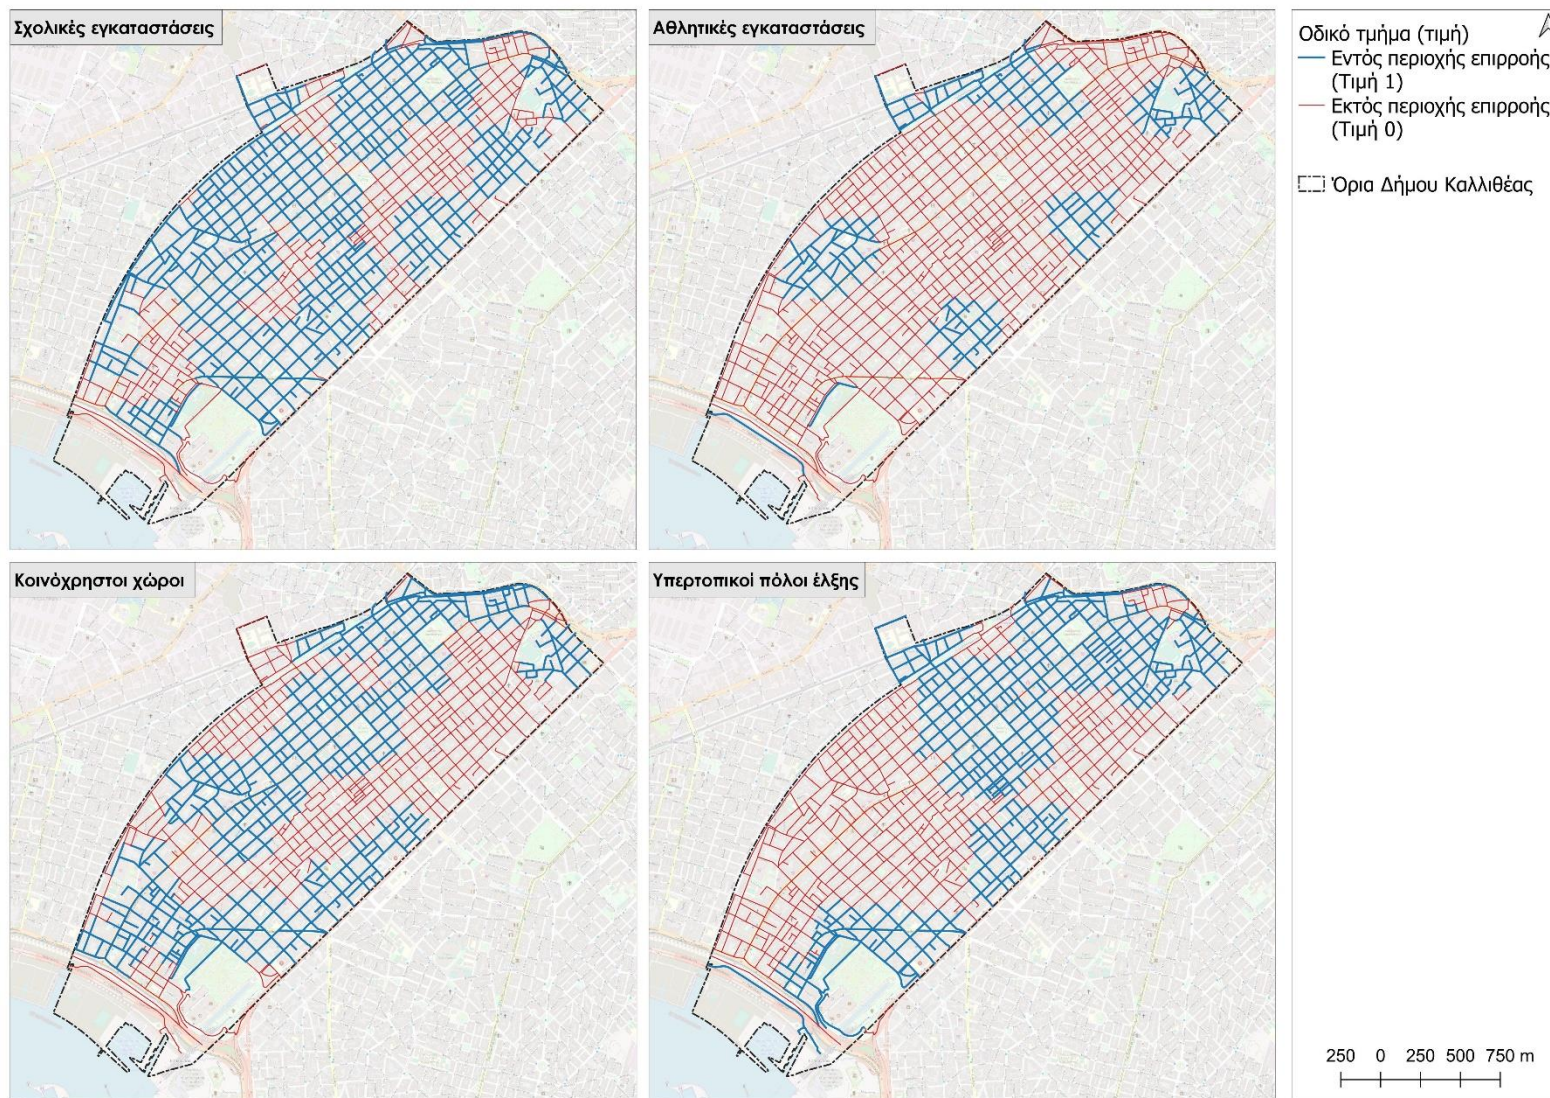 Σχολικές εγκαταστάσεις
Αθλητικές εγκαταστάσεις
Οδικό τμήμα (τιμή)
Εντός περιοχής επιρροής
(Τιμή 1)
Εκτός περιοχής επιρροής
(Τιμή 0)
Όρια Δήμου Καλλιθέας
Κοινόχρηστοι χώροι
Υπερτοπικοί πόλοι έλξης
250 0 250 500 750 m